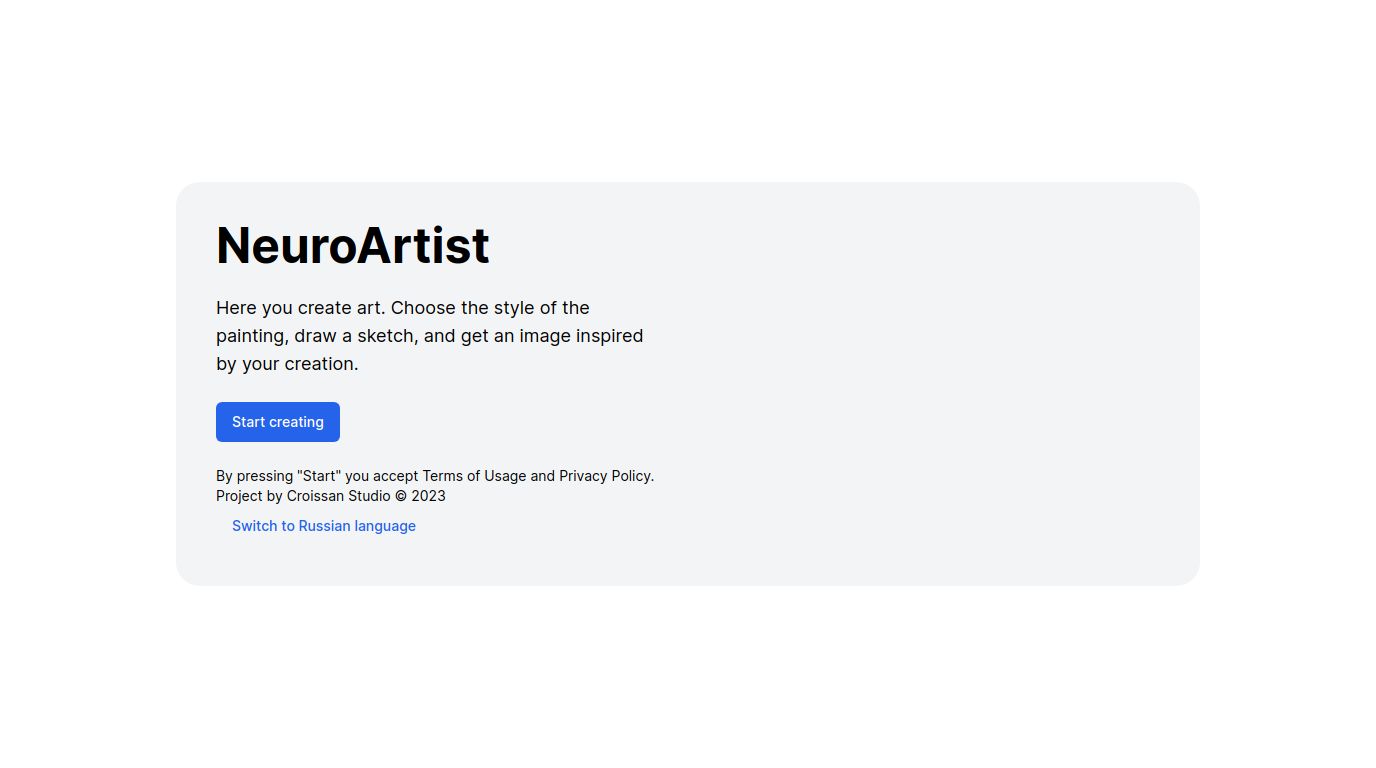 NeuroArtist
Here you create art. Choose the style of the
painting, draw a sketch, and get an image inspired
by your creation.
Start creating
By pressing "Start" you accept Terms of Usage and Privacy Policy.
Project by Croissan Studio © 2023
Switch to Russian language